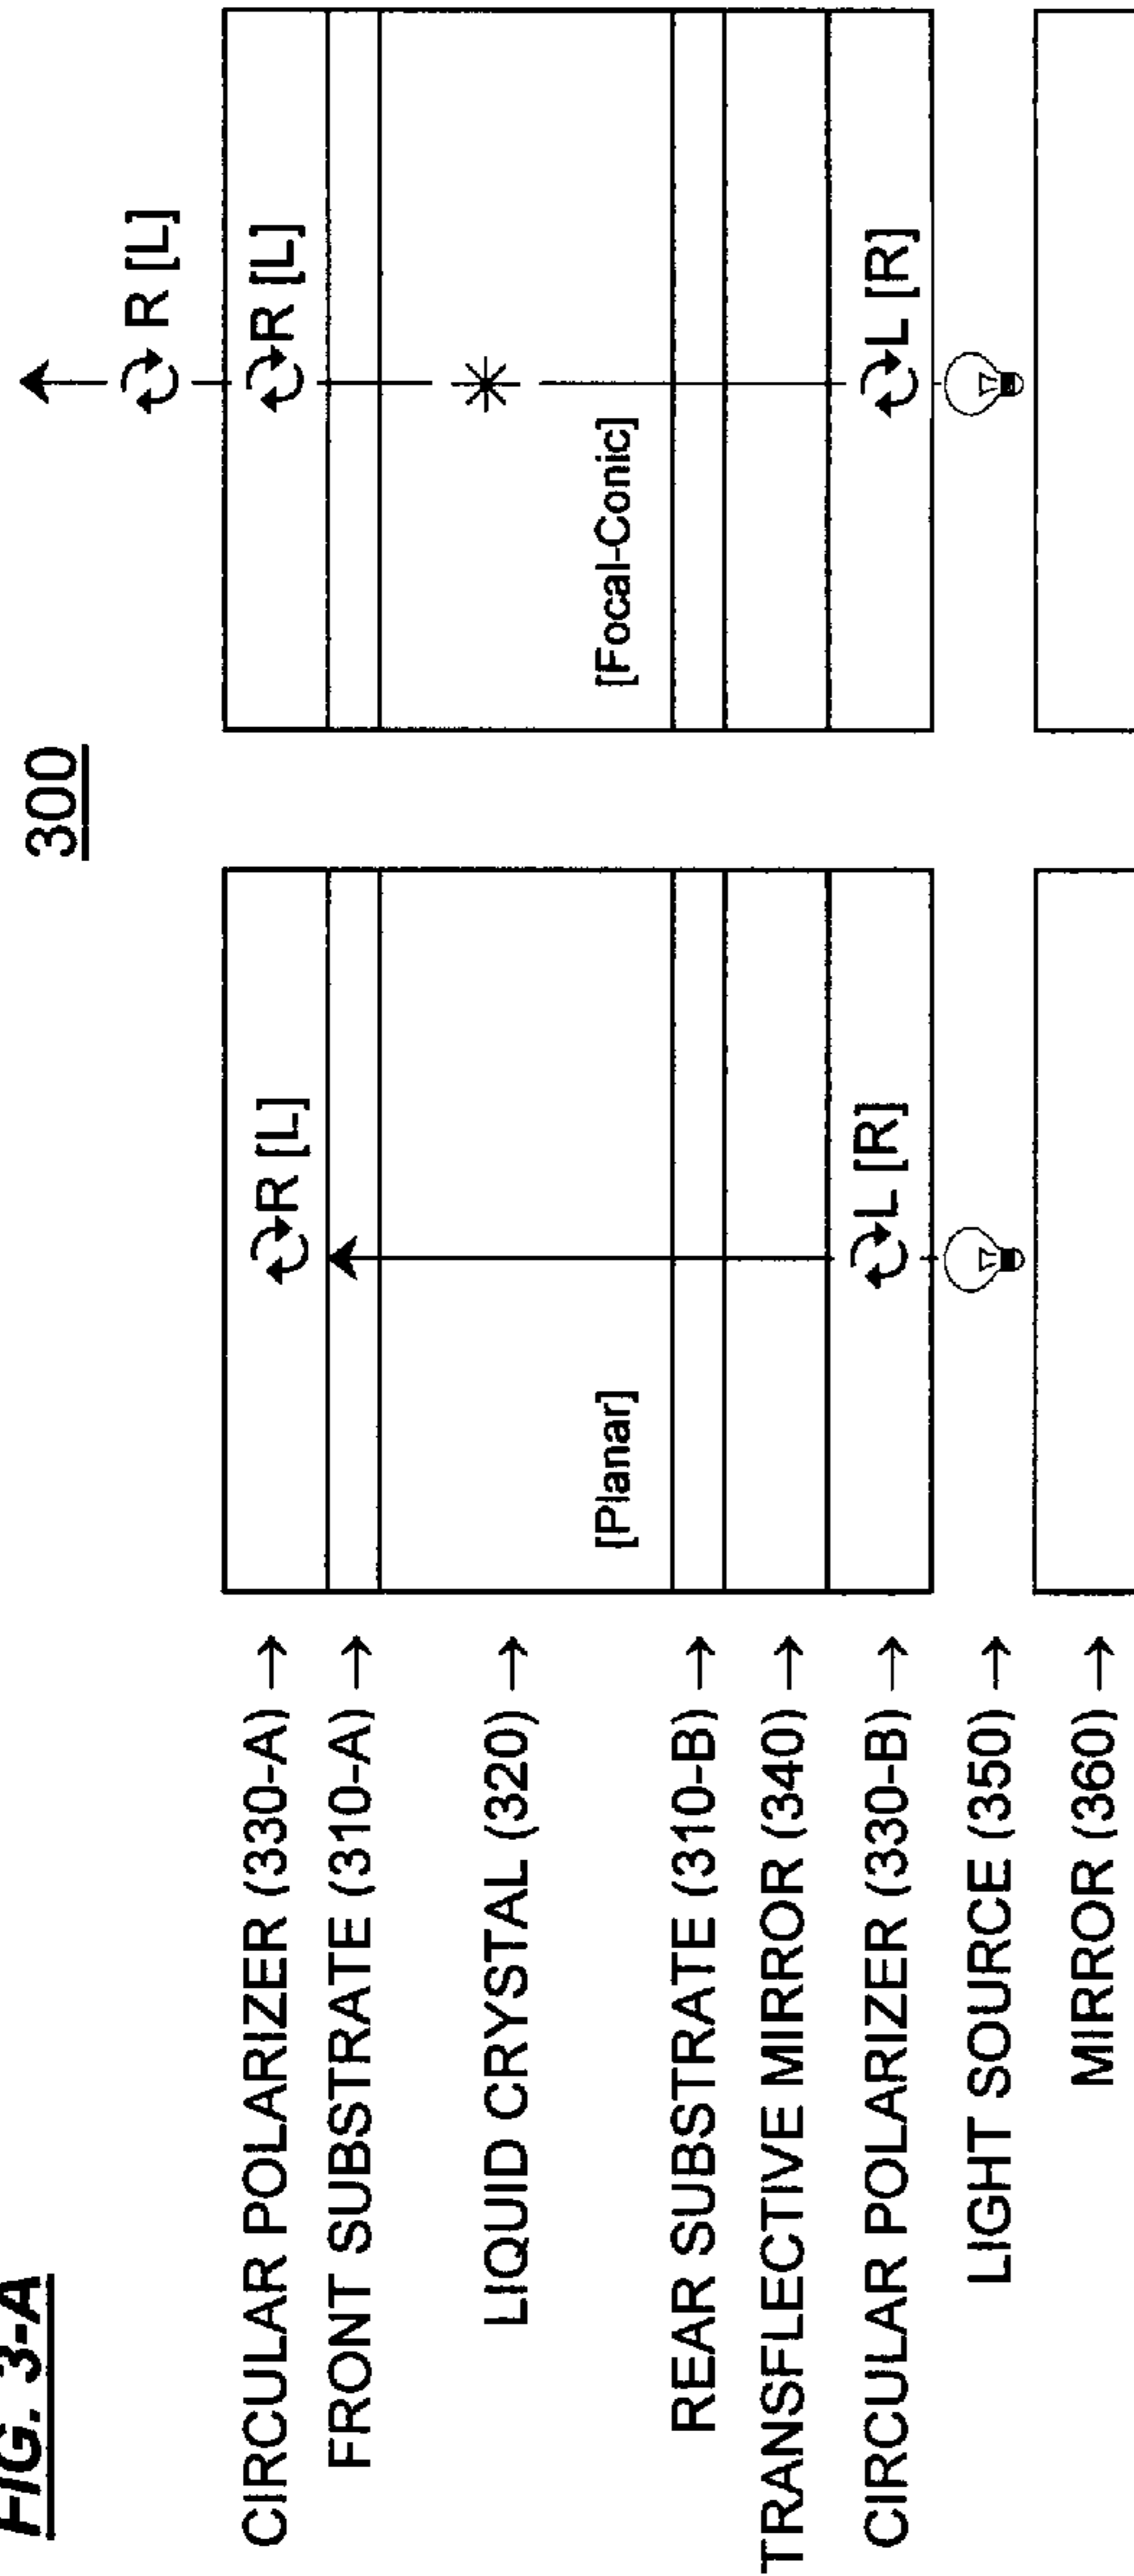 FIG. 3-A
300
CIRCULAR POLARIZER (330-A) →
FRONT SUBSTRATE (310-A) →
LIQUID CRYSTAL (320) →
REAR SUBSTRATE (310-B) →
TRANSFLECTIVE MIRROR (340) →
CIRCULAR POLARIZER (330-B) →
LIGHT SOURCE (350) →
MIRROR (360) →
R [L]
[Planar]
L [R]
R [L]
R [L]
[Focal-Conic]
L [R]